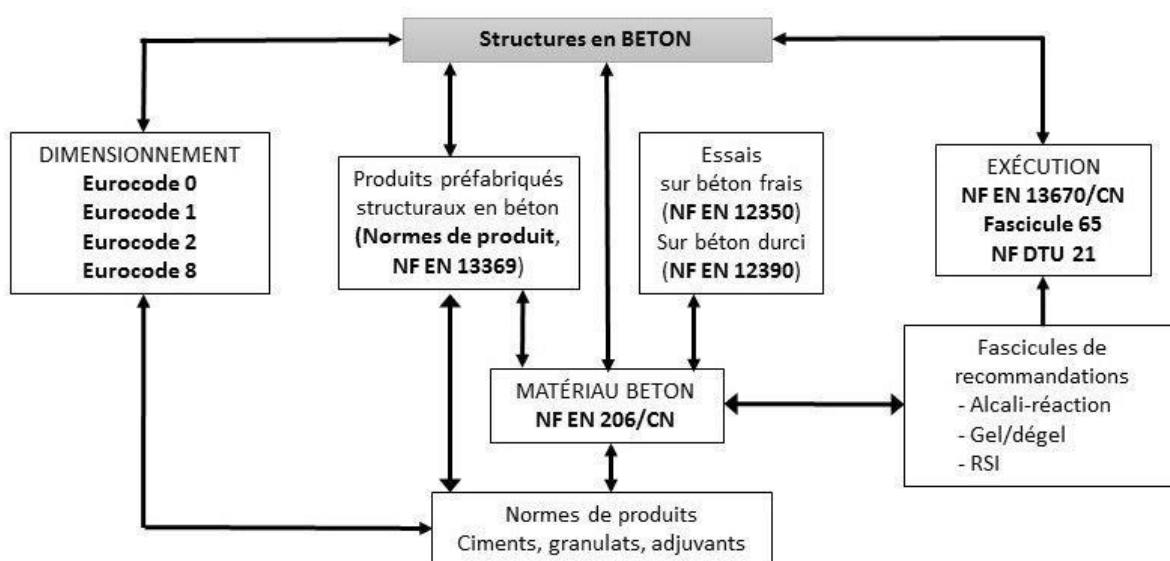 Structures en BETON
DIMENSIONNEMENT
Eurocode 0
Eurocode 1
Eurocode 2
Eurocode 8
Produits préfabriqués
structuraux en béton
(Normes de produit,
NF EN 13369)
Essais
sur béton frais
(NF EN 12350)
Sur béton durci
(NF EN 12390)
EXÉCUTION
NF EN 13670/CN
Fascicule 65
NF DTU 21
MATÉRIAU BETON
NF EN 206/CN
Fascicules de
recommandations
- Alcali-réaction
- Gel/dégel
- RSI
Normes de produits
Ciments, granulats, adjuvants